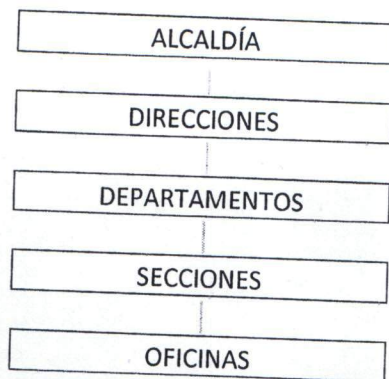 ALCALDÍA
DIRECCIONES
DEPARTAMENTOS
SECCIONES
OFICINAS